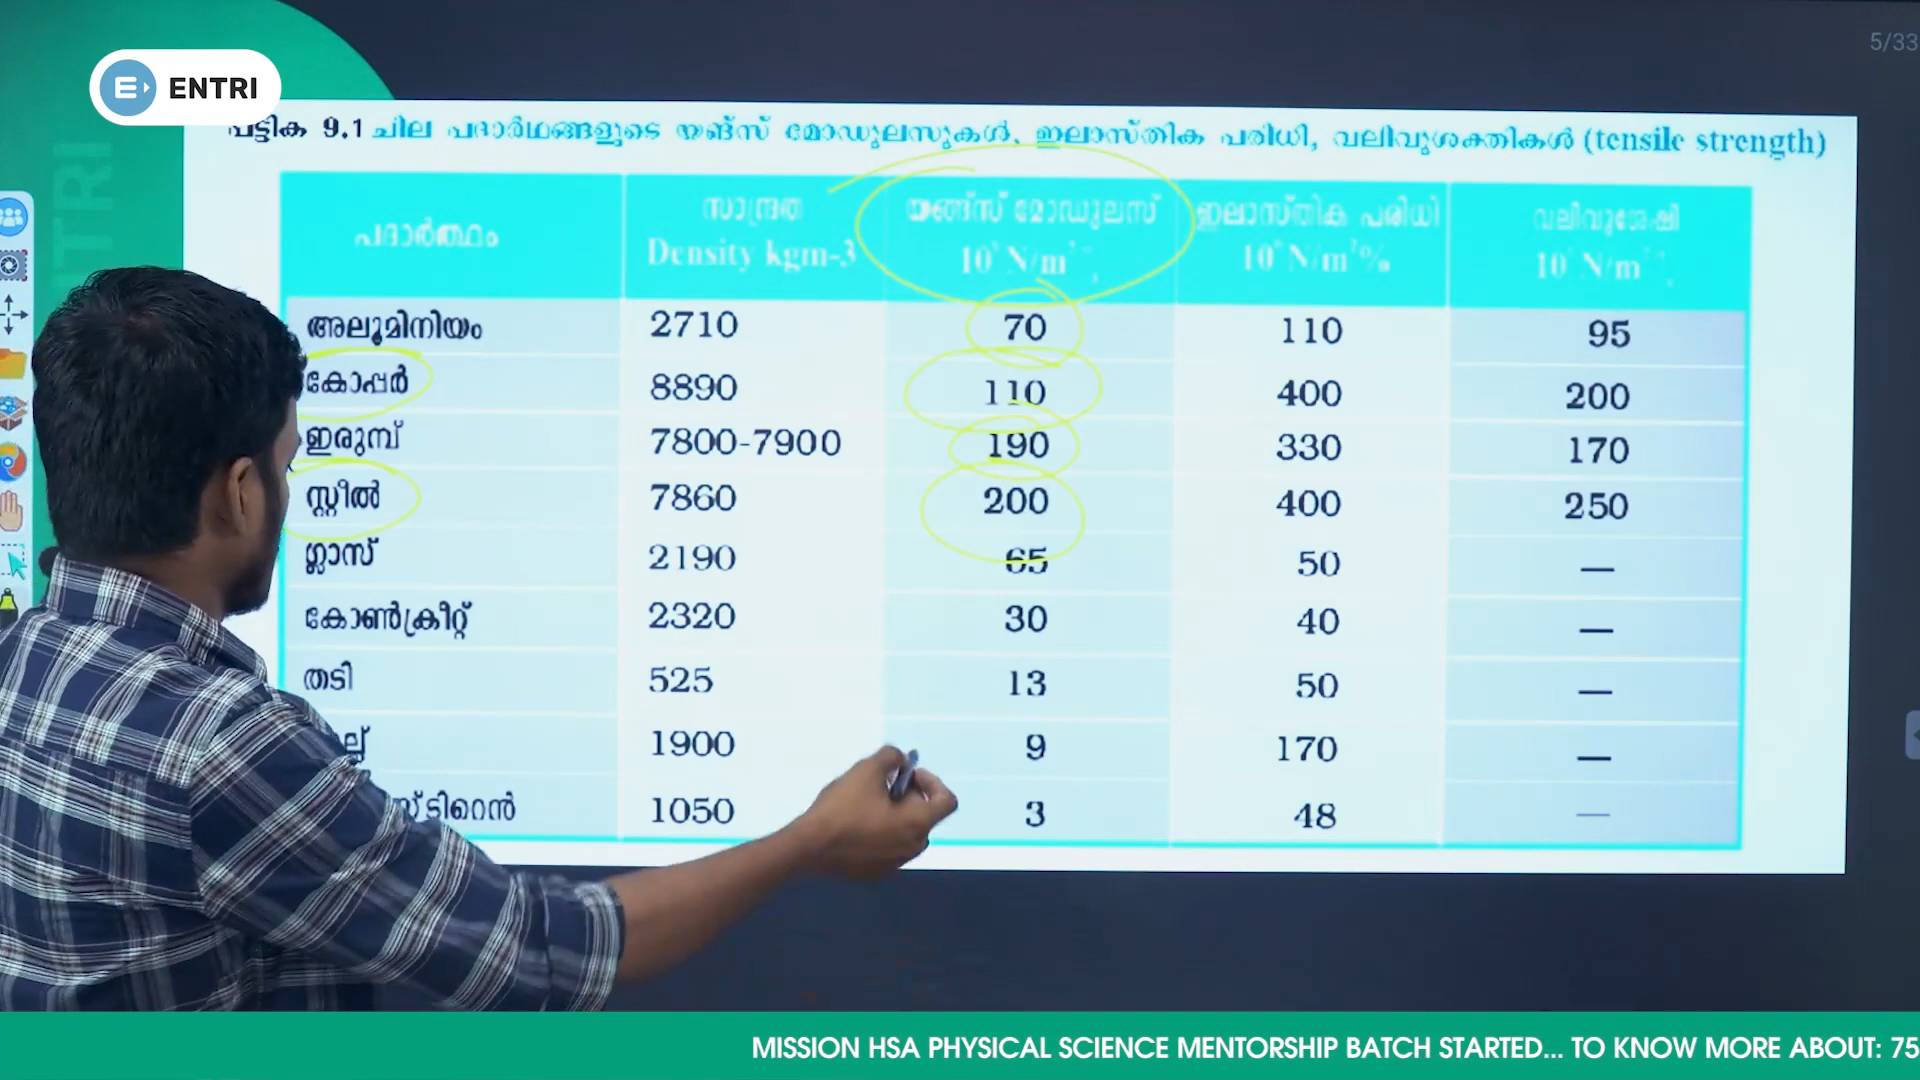 5/33
ENTRI
പട്ടിക 9.1 ചില പദാർഥങ്ങളുടെ യങ്സ് മോഡുലസുകൾ, ഇലാസ്തിക പരിധി, വലിവുശക്തികൾ (tensile strength)
പദാർത്ഥം
സാന്ദ്രത
Density kgm-3
യങ്ങ്സ് മോഡുലസ്
10⁹ N/m
ഇലാസ്തിക പരിധി
N/m²%
വലിവുശേഷി
N/m
അലൂമിനിയം 2710 70 110 95
കോപ്പർ 8890 110 400 200
ഇരുമ്പ് 7800-7900 190 330 170
സ്റ്റീൽ 7860 200 400 250
ഗ്ലാസ് 2190 65 50 —
കോൺക്രീറ്റ് 2320 30 40 —
തടി 525 13 50 —
1900 9 170 —
1050 3 48 —
MISSION HSA PHYSICAL SCIENCE MENTORSHIP BATCH STARTED... TO KNOW MORE ABOUT: 75